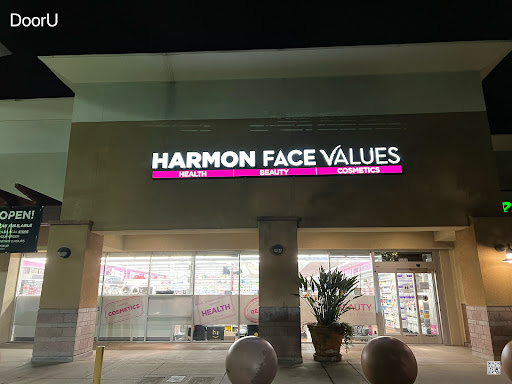 DoorU
HARMON FACE VALUES
HEALTH BEAUTY COSMETICS
OPEN!
COSMETICS HEALTH BEAUTY